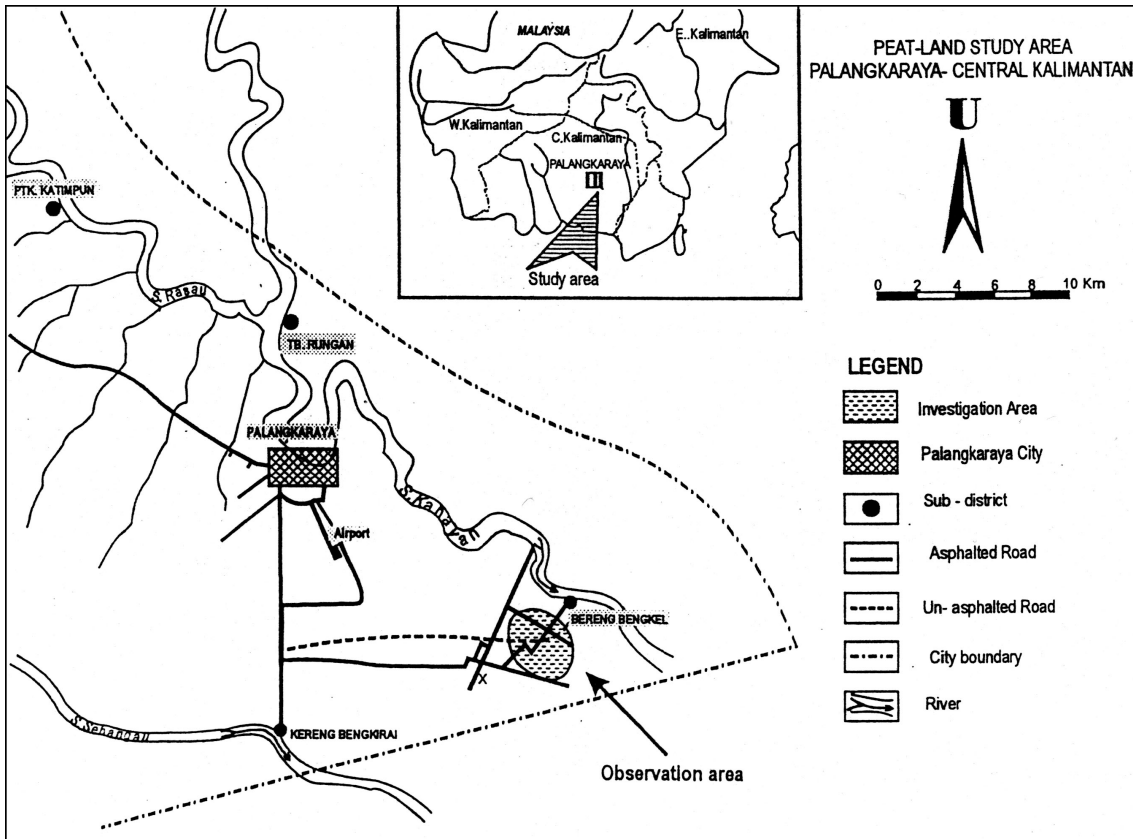 MALAYSIA
E..Kalimantan
W.Kalimantan
C.Kalimantan
PALANGKARAYA
Study area
PEAT-LAND STUDY AREA
PALANGKARAYA- CENTRAL KALIMANTAN
U
0 2 4 6 8 10 Km
PTK. KATIMPUN
TB. RUNGAN
PALANGKARAYA
S. Kahayan
Airport
BERENG BENGKEL
X
S.Sebangau
KERENG BENGKIRAI
Observation area
LEGEND
Investigation Area
Palangkaraya City
Sub - district
Asphalted Road
Un- asphalted Road
City boundary
River